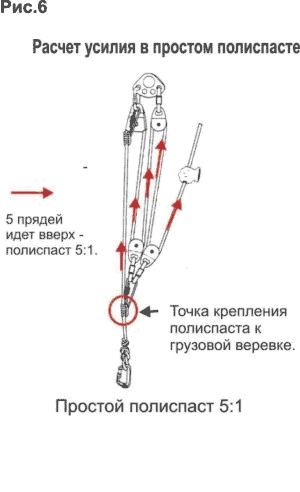 Рис.6
Расчет усилия в простом полиспасте
5 прядей
идет вверх -
полиспаст 5:1.
Точка крепления
полиспаста к
грузовой веревке.
Простой полиспаст 5:1